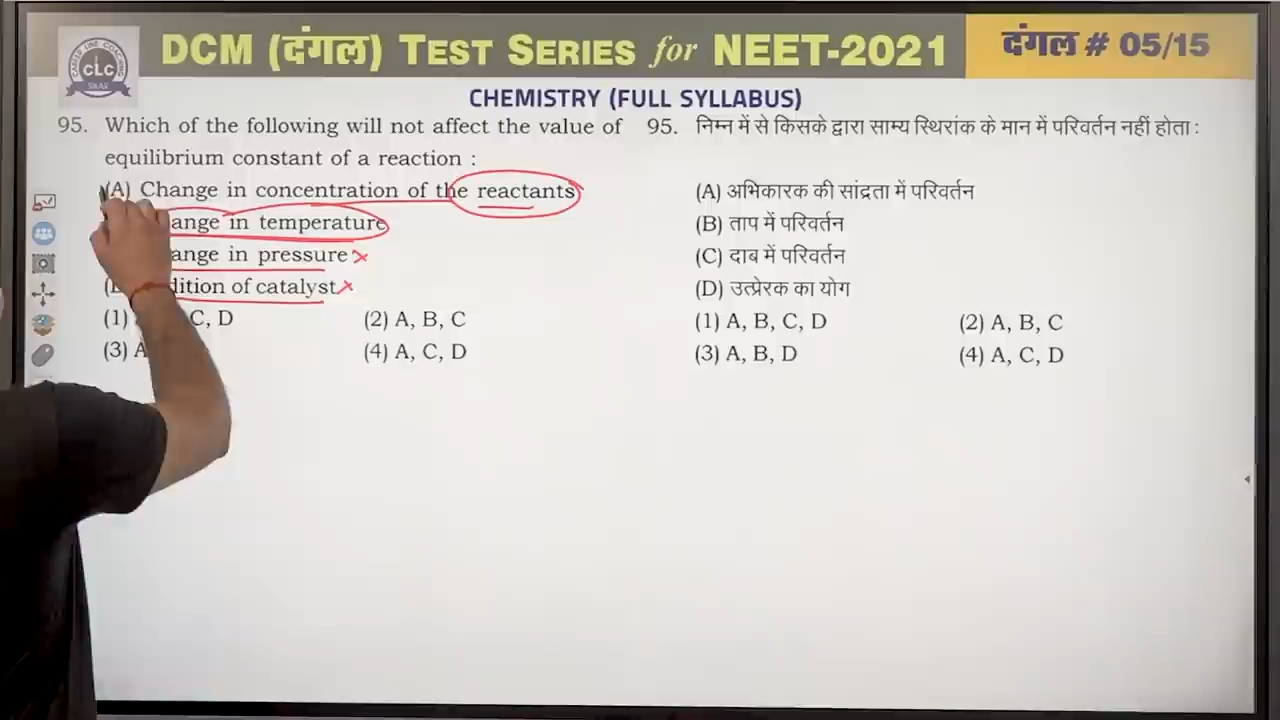 DCM (दंगल) TEST SERIES for NEET-2021
दंगल # 05/15
CLC
SIKAR
CHEMISTRY (FULL SYLLABUS)
95. Which of the following will not affect the value of
equilibrium constant of a reaction :
(A) Change in concentration of the reactants
ange in temperature
ange in pressure
dition of catalyst
(1) C, D
(2) A, B, C
(3) A
(4) A, C, D
95. निम्न में से किसके द्वारा साम्य स्थिरांक के मान में परिवर्तन नहीं होता :
(A) अभिकारक की सांद्रता में परिवर्तन
(B) ताप में परिवर्तन
(C) दाब में परिवर्तन
(D) उत्प्रेरक का योग
(1) A, B, C, D
(2) A, B, C
(3) A, B, D
(4) A, C, D